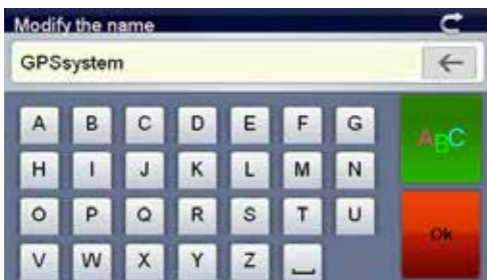 Modify the name
GPSsystem
A B C D E F G
ABC
H I J K L M N
O P Q R S T U
Ok
V W X Y Z